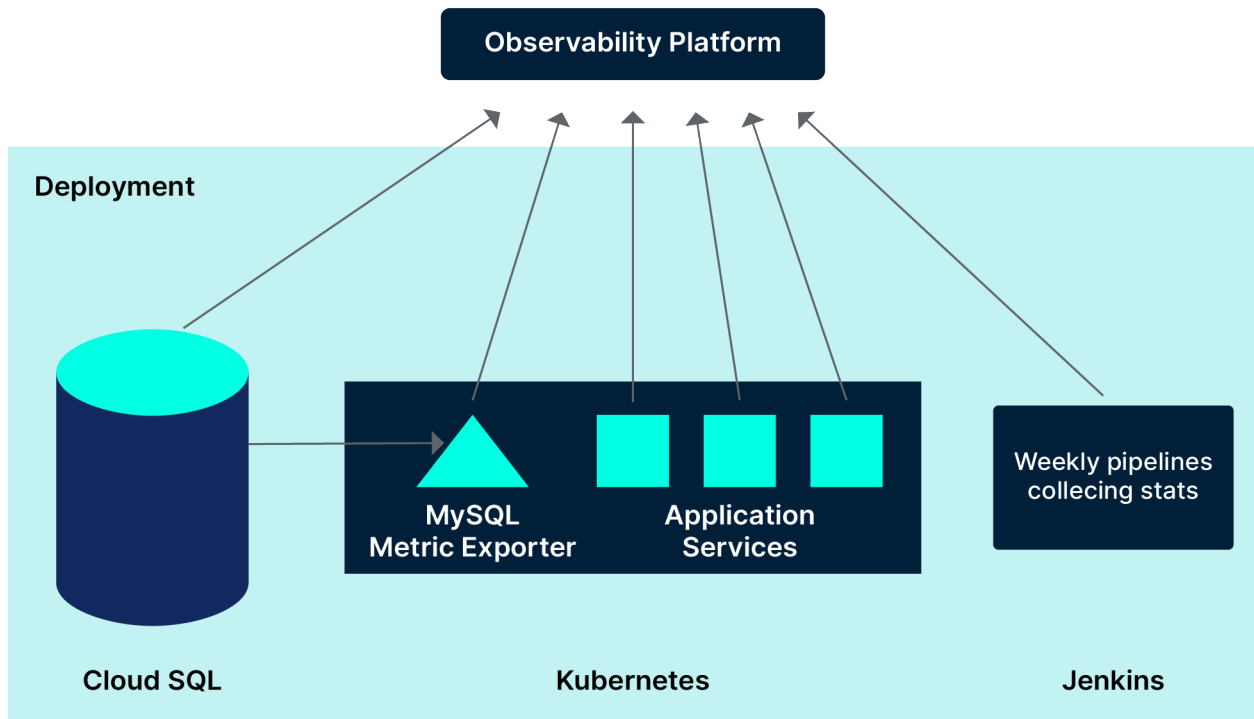 Observability Platform
Deployment
MySQL
Metric Exporter
Application
Services
Weekly pipelines
collecing stats
Cloud SQL
Kubernetes
Jenkins